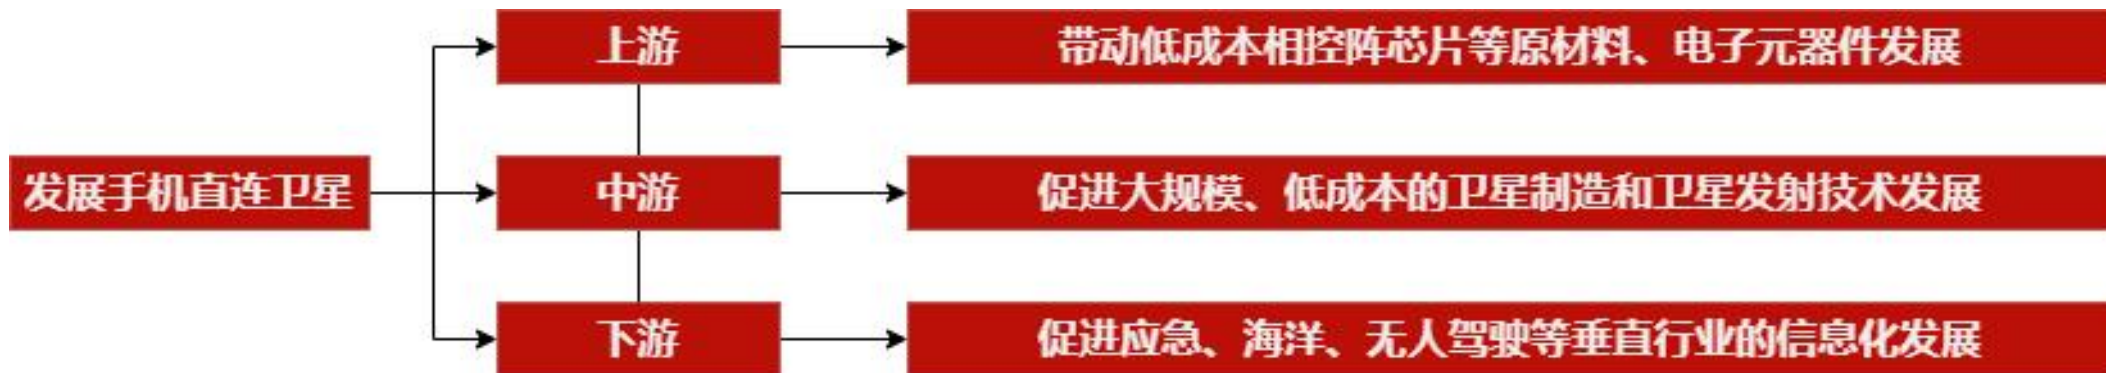 上游
带动低成本相控阵芯片等原材料、电子元器件发展
发展手机直连卫星
中游
促进大规模、低成本的卫星制造和卫星发射技术发展
下游
促进应急、海洋、无人驾驶等垂直行业的信息化发展